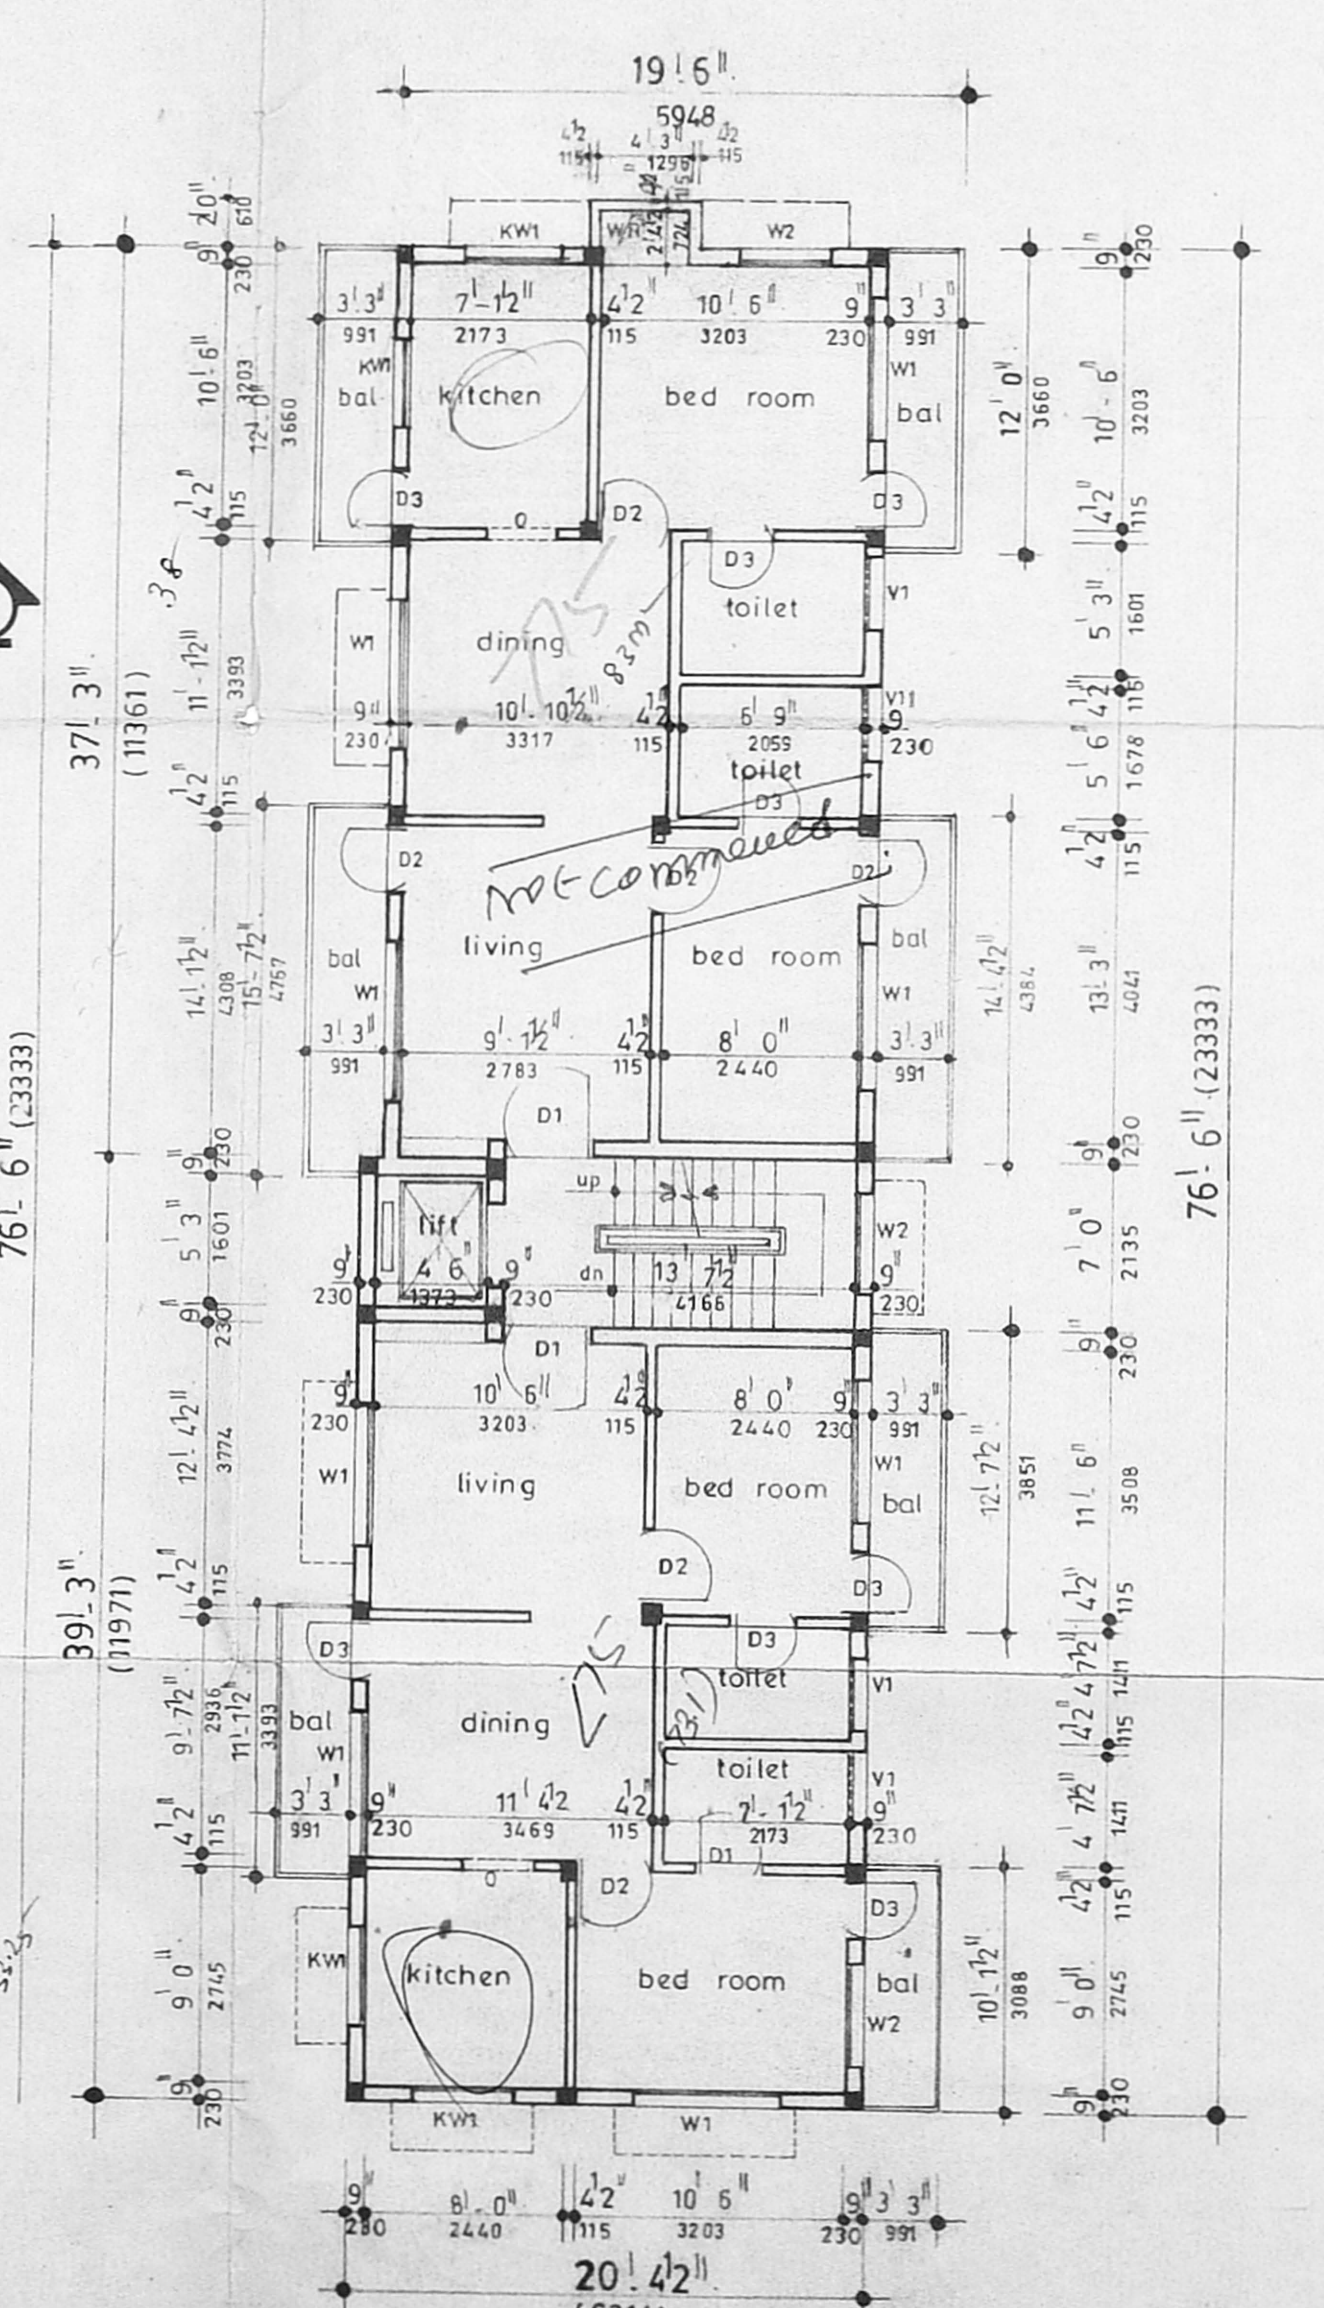 19'-6"
5948
4½ 4'3" 4½
115 1296 115
2'-0" 610
KW1 W2
9" 230
2'-4½ 724
9" 230
3'3" 7'-1½" 4½" 10'6" 9" 3'3"
991 2173 115 3203 230 991
KW1 W1
10'-6" 3203
12'-0" 3660
bal kitchen bed room bal
12'0" 3660
10'-6" 3203
4½" 115
D3 D2 D3
4½" 115
O
D3
toilet V1
5'3" 1601
.38
W1 dining
75
11'-1½" 3393
37'-3" (11361)
4½" 115
9" 10'-10½" 4½ 6'9" 9
230 3317 115 2059 230
toilet
D3
5'6" 1678
4½" 115
4½" 115
D2 D2 D2
living bed room
bal bal
W1 W1
14'-1½" 4308
15'-7½" 4767
14'-4½" 4384
13'-3" 4041
3'3" 9'-1½" 4½" 8'0" 3'3"
991 2783 115 2440 991
D1
76'-6" (23333)
76'-6" (23333)
9" 230
9" 230
up
lift W2
5'3" 1601
7'0" 2135
9" 4'6" 9" dn 13'7½" 9"
230 1373 230 4166 230
9" 230
9" 230
D1
9" 10'6" 4½" 8'0" 9" 3'3"
230 3203 115 2440 230 991
12'-4½" 3774
W1 living bed room W1 bal
12'-7½" 3851
11'-6" 3508
D2 D3
4½" 115
4½" 115
39'-3" (11971)
D3 D3
75
toilet V1
4'7½" 1411
bal dining
W1
9'-7½" 2936
11'-1½" 3393
4½" 115
toilet V1
3'3" 9" 11'4½ 4½" 7'-1½" 9"
991 230 3469 115 2173 230
4'7½" 1411
4½" 115
D1
O D2 D3
4½" 115
KW1 kitchen bed room bal
W2
9'0" 2745
10'-1½" 3088
9'0" 2745
9" 230
9" 230
KW1 W1
9" 8'-0" 4½" 10'6" 9" 3'3"
230 2440 115 3203 230 991
20'-4½"